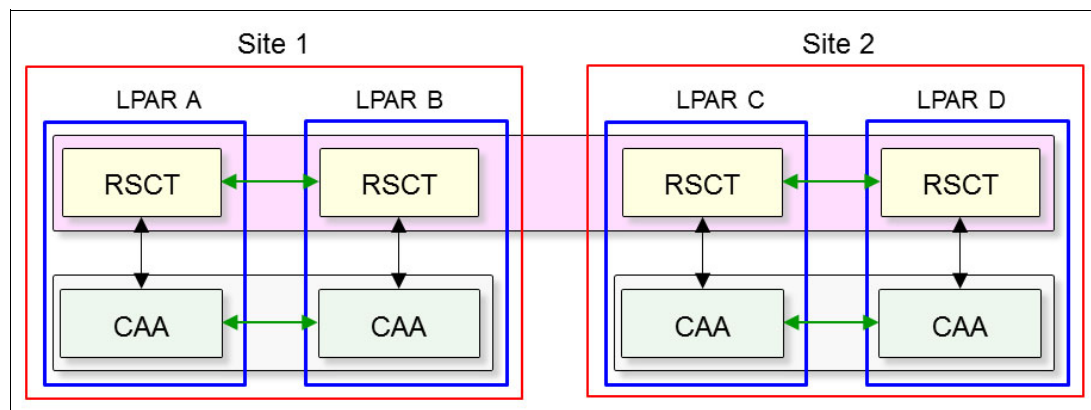 Site 1 Site 2
LPAR A LPAR B LPAR C LPAR D
RSCT RSCT RSCT RSCT
CAA CAA CAA CAA